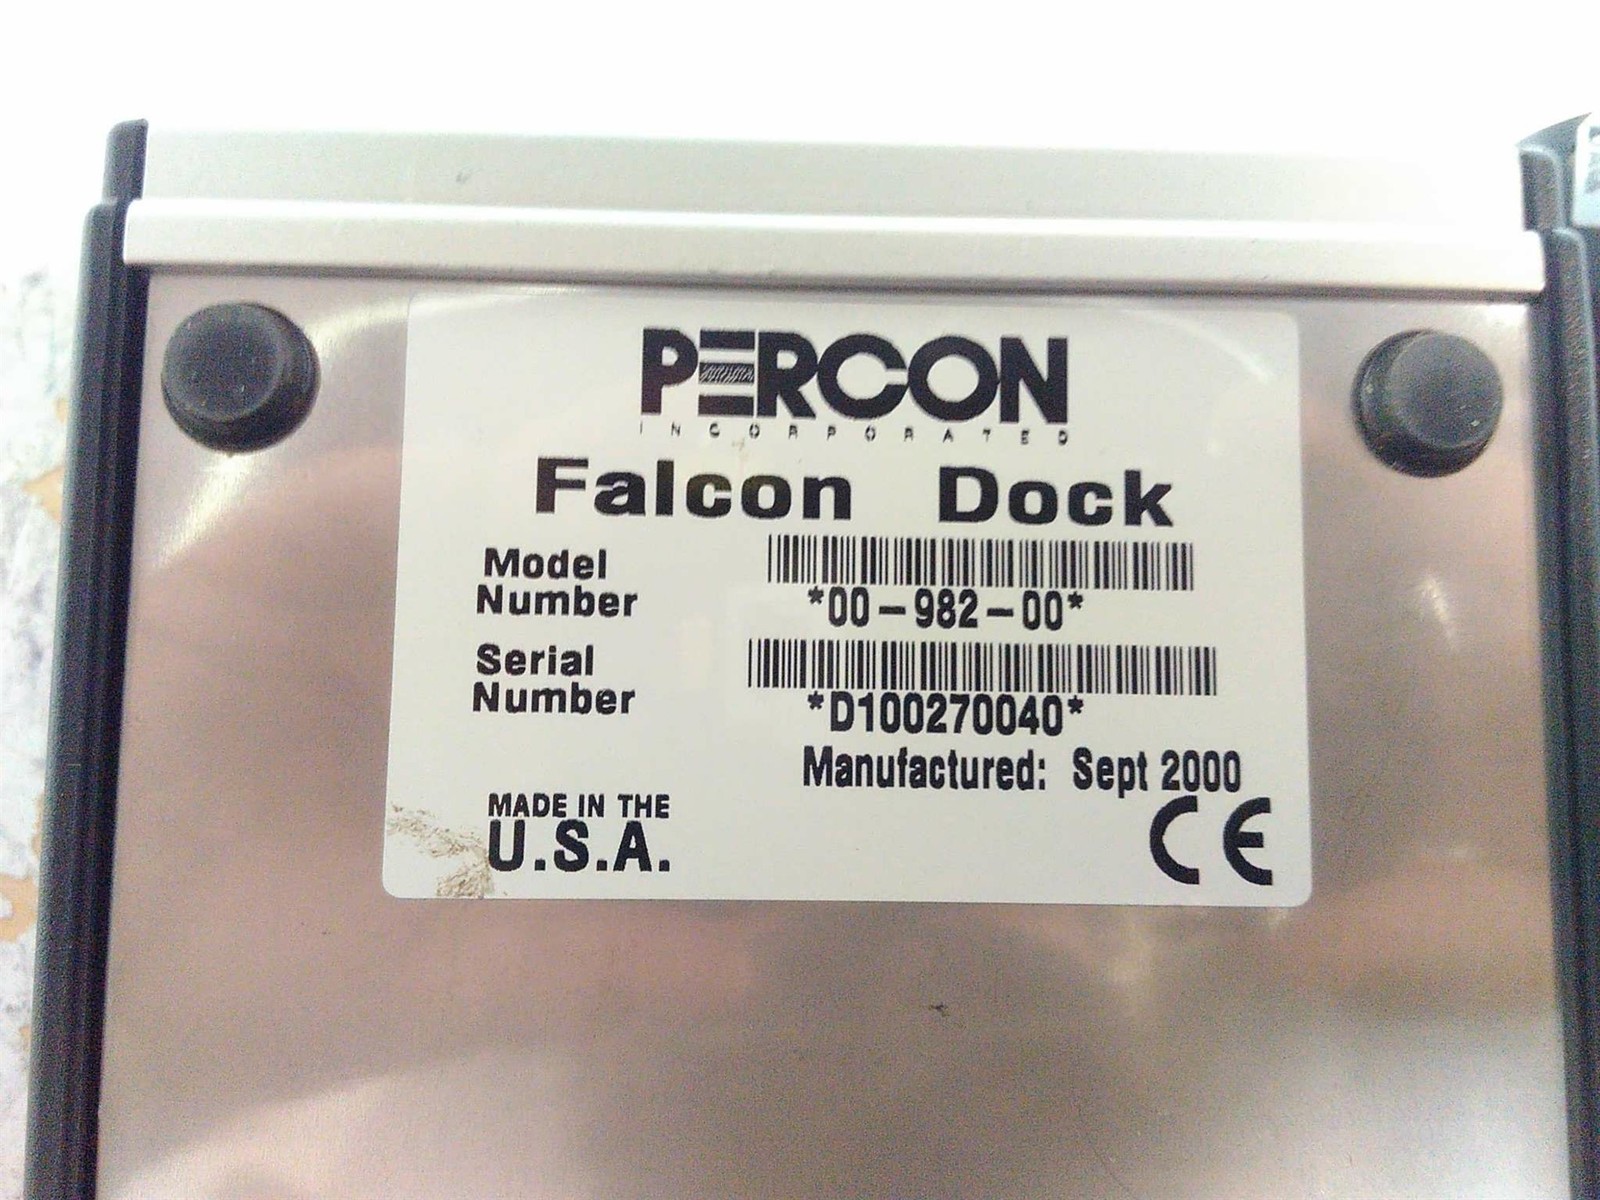 PERCON
INCORPORATED
Falcon Dock
Model
Number
*00-982-00*
Serial
Number
*D100270040*
Manufactured: Sept 2000
MADE IN THE
U.S.A.
CE